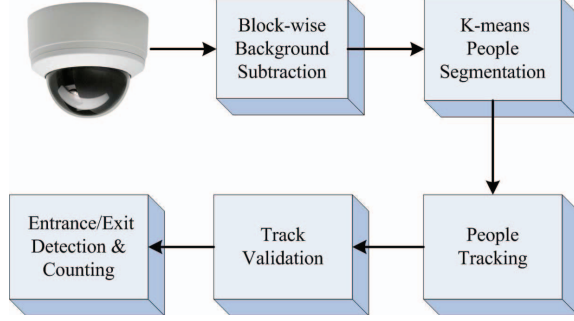 Block-wise
Background
Subtraction
K-means
People
Segmentation
People
Tracking
Track
Validation
Entrance/Exit
Detection &
Counting